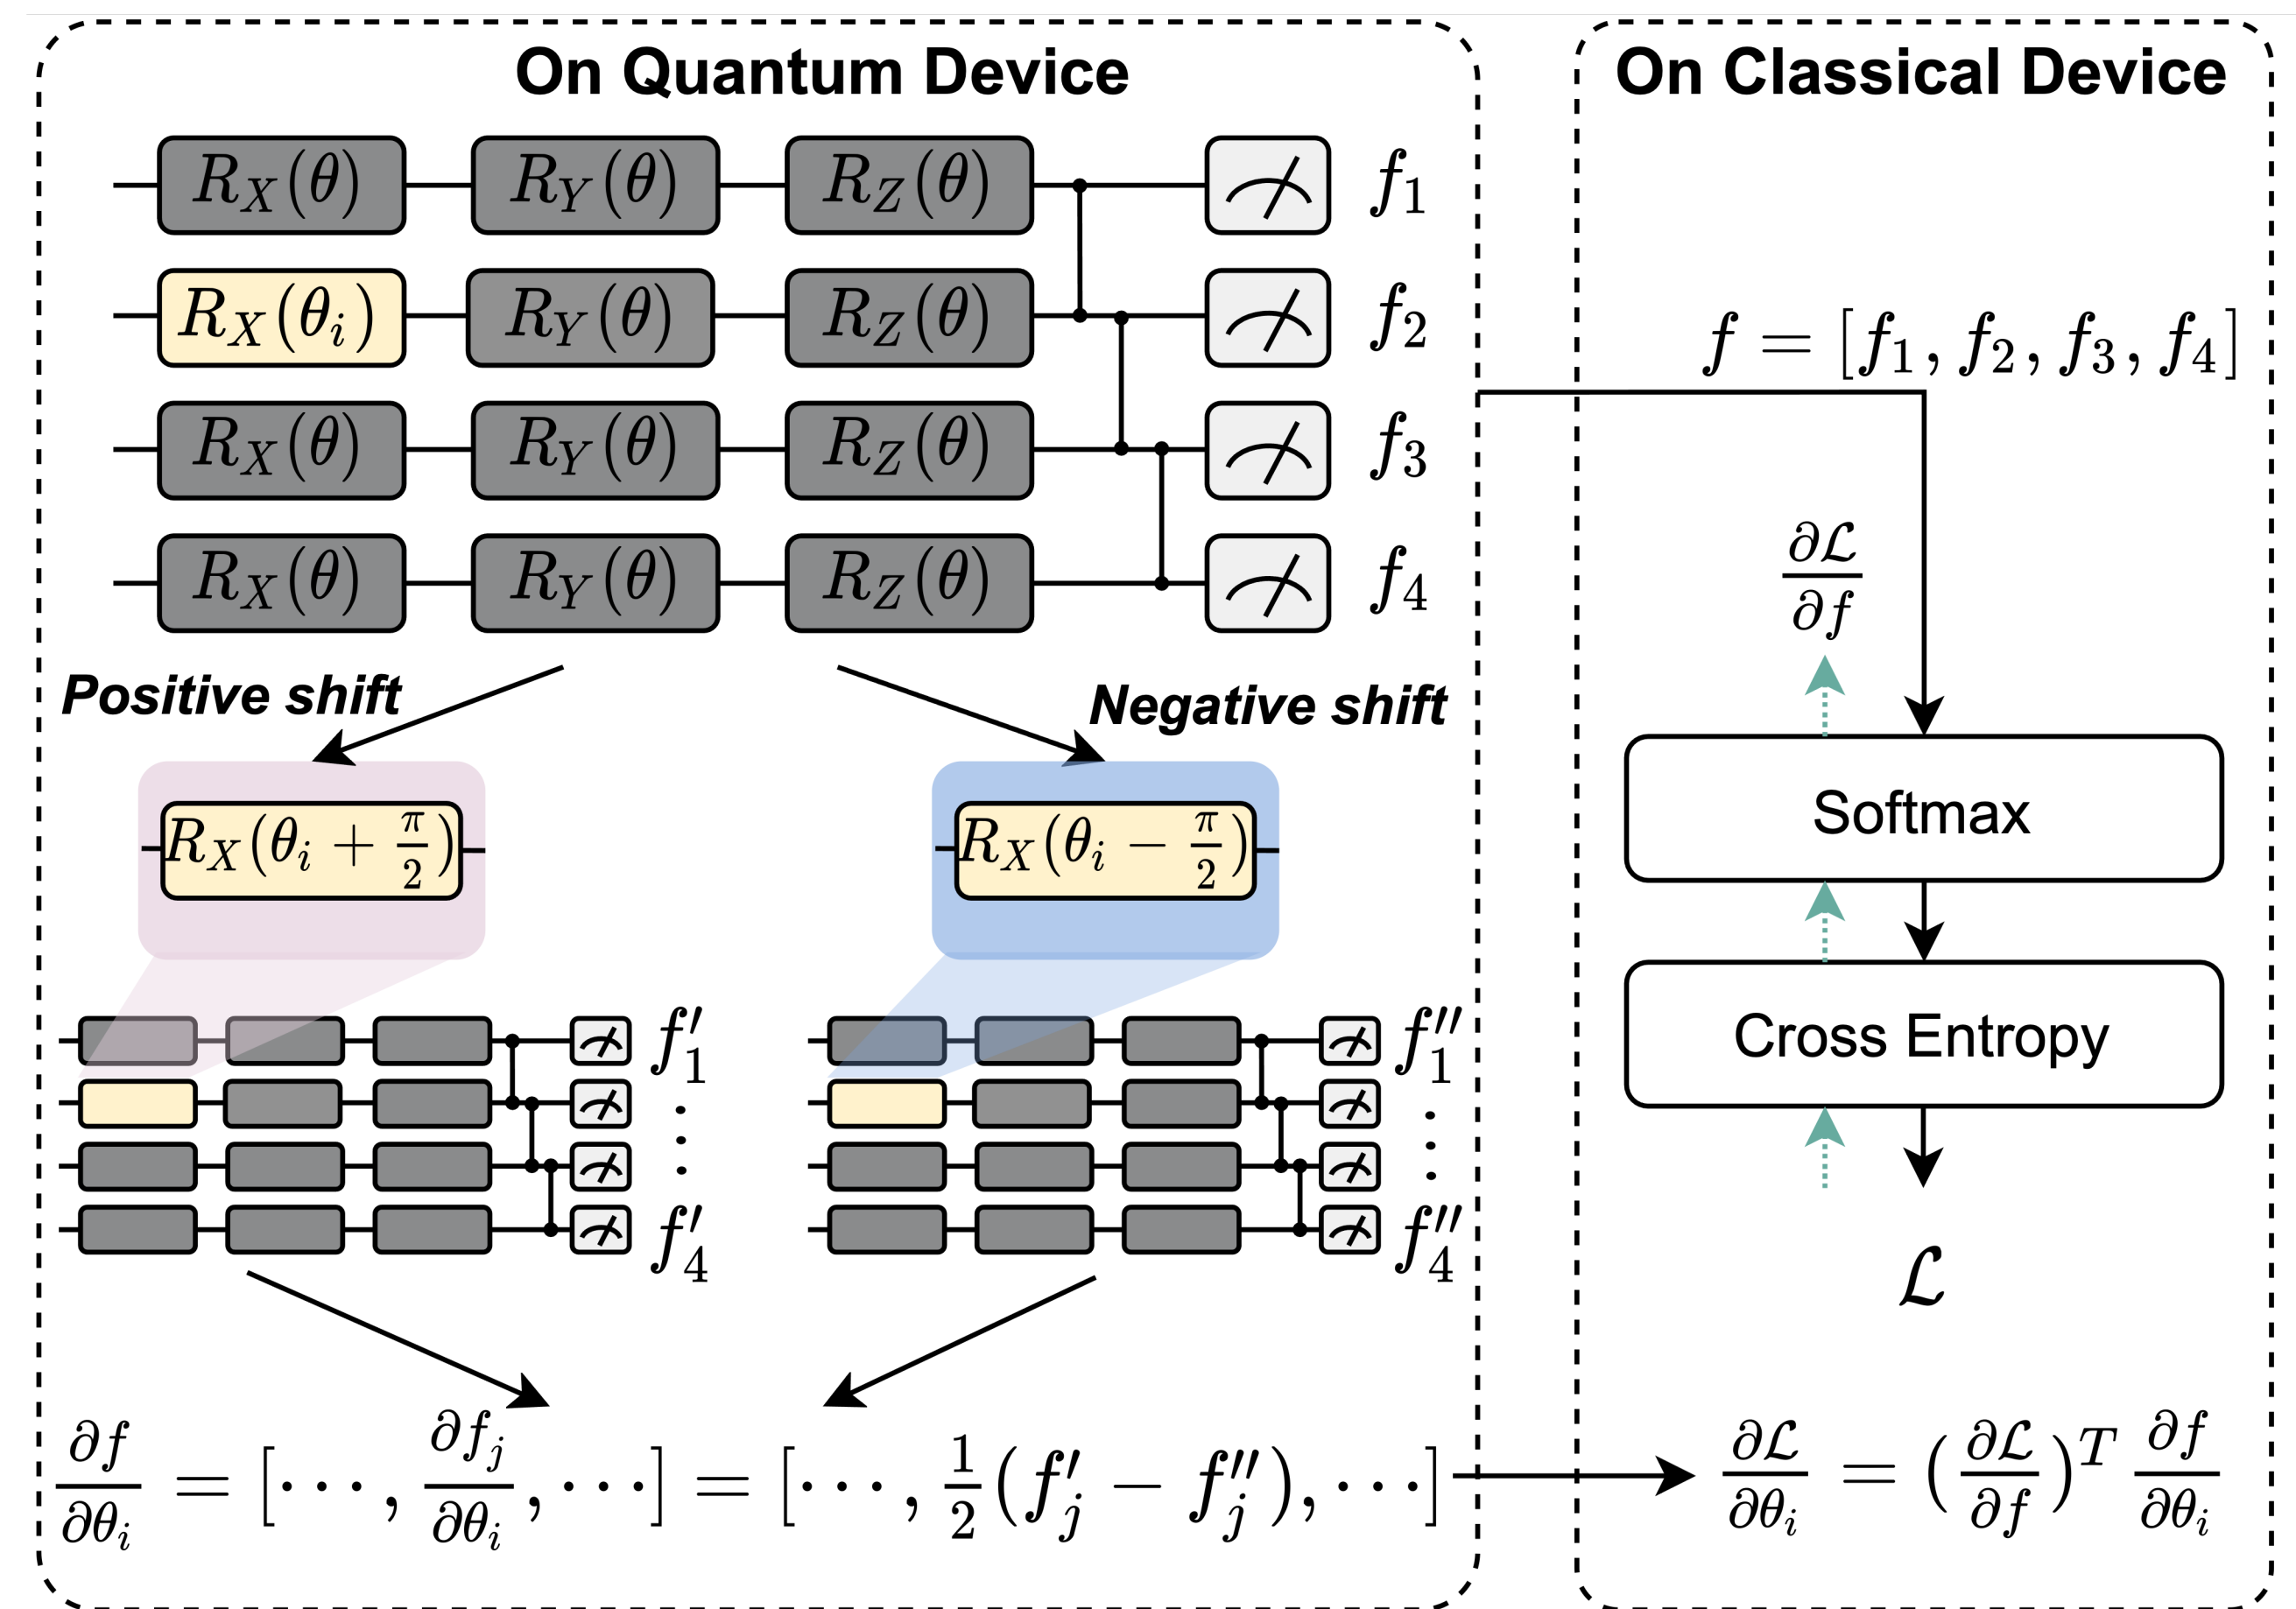 On Quantum Device
R_X(θ) R_Y(θ) R_Z(θ) f_1
R_X(θ_i) R_Y(θ) R_Z(θ) f_2
R_X(θ) R_Y(θ) R_Z(θ) f_3
R_X(θ) R_Y(θ) R_Z(θ) f_4
Positive shift
Negative shift
R_X(θ_i + π/2)
R_X(θ_i − π/2)
f′_1
⋮
f′_4
f″_1
⋮
f″_4
∂f/∂θ_i = [⋯, ∂f_j/∂θ_i, ⋯] = [⋯, 1/2(f′_j − f″_j), ⋯]
On Classical Device
f = [f_1, f_2, f_3, f_4]
∂ℒ/∂f
Softmax
Cross Entropy
ℒ
∂ℒ/∂θ_i = (∂ℒ/∂f)^T ∂f/∂θ_i